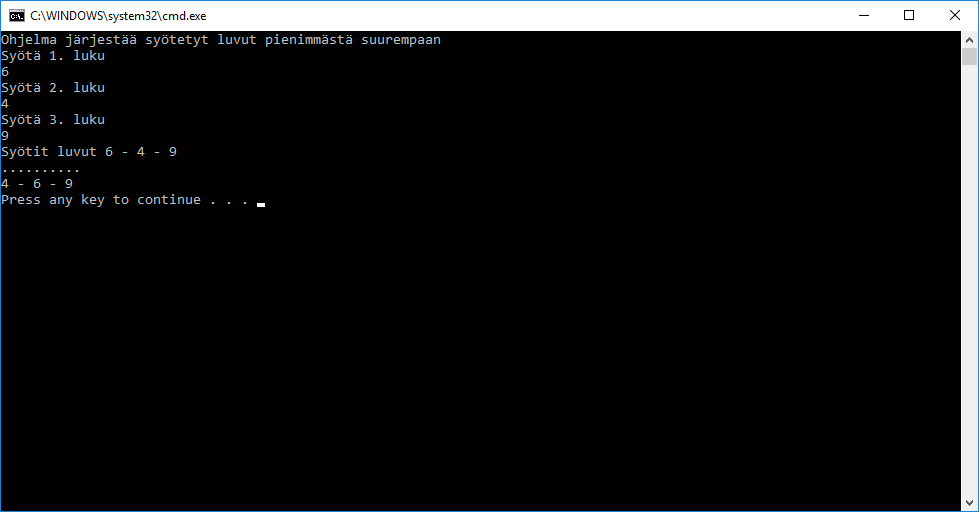 C:\WINDOWS\system32\cmd.exe
Ohjelma järjestää syötetyt luvut pienimmästä suurempaan
Syötä 1. luku
6
Syötä 2. luku
4
Syötä 3. luku
9
Syötit luvut 6 - 4 - 9
..........
4 - 6 - 9
Press any key to continue . . .